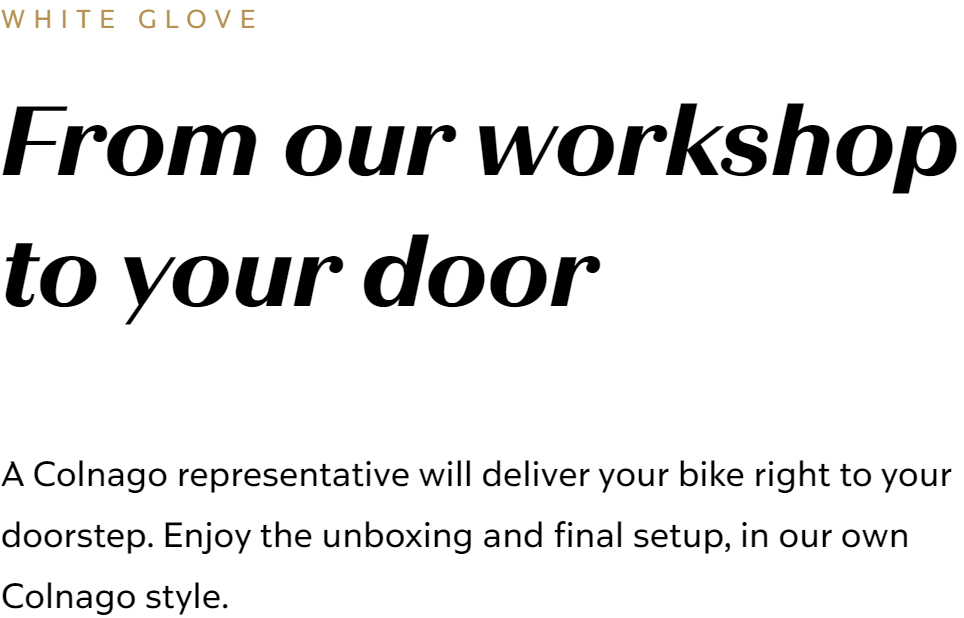 WHITE GLOVE
From our workshop
to your door
A Colnago representative will deliver your bike right to your
doorstep. Enjoy the unboxing and final setup, in our own
Colnago style.